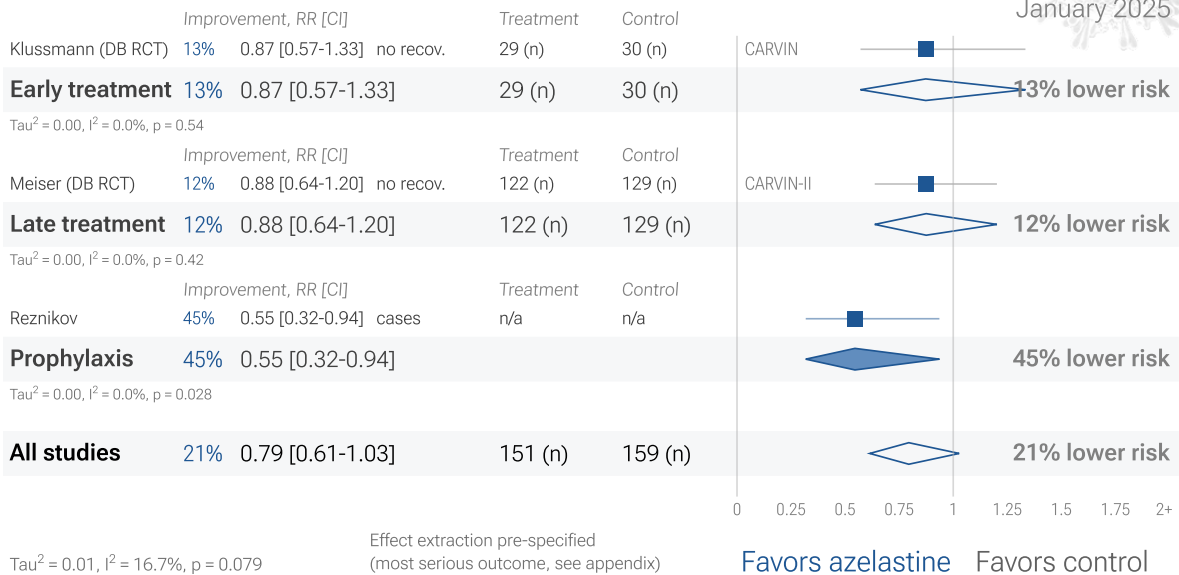 January 2025
Improvement, RR [CI] Treatment Control
Klussmann (DB RCT) 13% 0.87 [0.57-1.33] no recov. 29 (n) 30 (n) CARVIN
Early treatment 13% 0.87 [0.57-1.33] 29 (n) 30 (n) 13% lower risk
Tau² = 0.00, I² = 0.0%, p = 0.54
Improvement, RR [CI] Treatment Control
Meiser (DB RCT) 12% 0.88 [0.64-1.20] no recov. 122 (n) 129 (n) CARVIN-II
Late treatment 12% 0.88 [0.64-1.20] 122 (n) 129 (n) 12% lower risk
Tau² = 0.00, I² = 0.0%, p = 0.42
Improvement, RR [CI] Treatment Control
Reznikov 45% 0.55 [0.32-0.94] cases n/a n/a
Prophylaxis 45% 0.55 [0.32-0.94] 45% lower risk
Tau² = 0.00, I² = 0.0%, p = 0.028
All studies 21% 0.79 [0.61-1.03] 151 (n) 159 (n) 21% lower risk
0 0.25 0.5 0.75 1 1.25 1.5 1.75 2+
Effect extraction pre-specified
Tau² = 0.01, I² = 16.7%, p = 0.079 (most serious outcome, see appendix) Favors azelastine Favors control